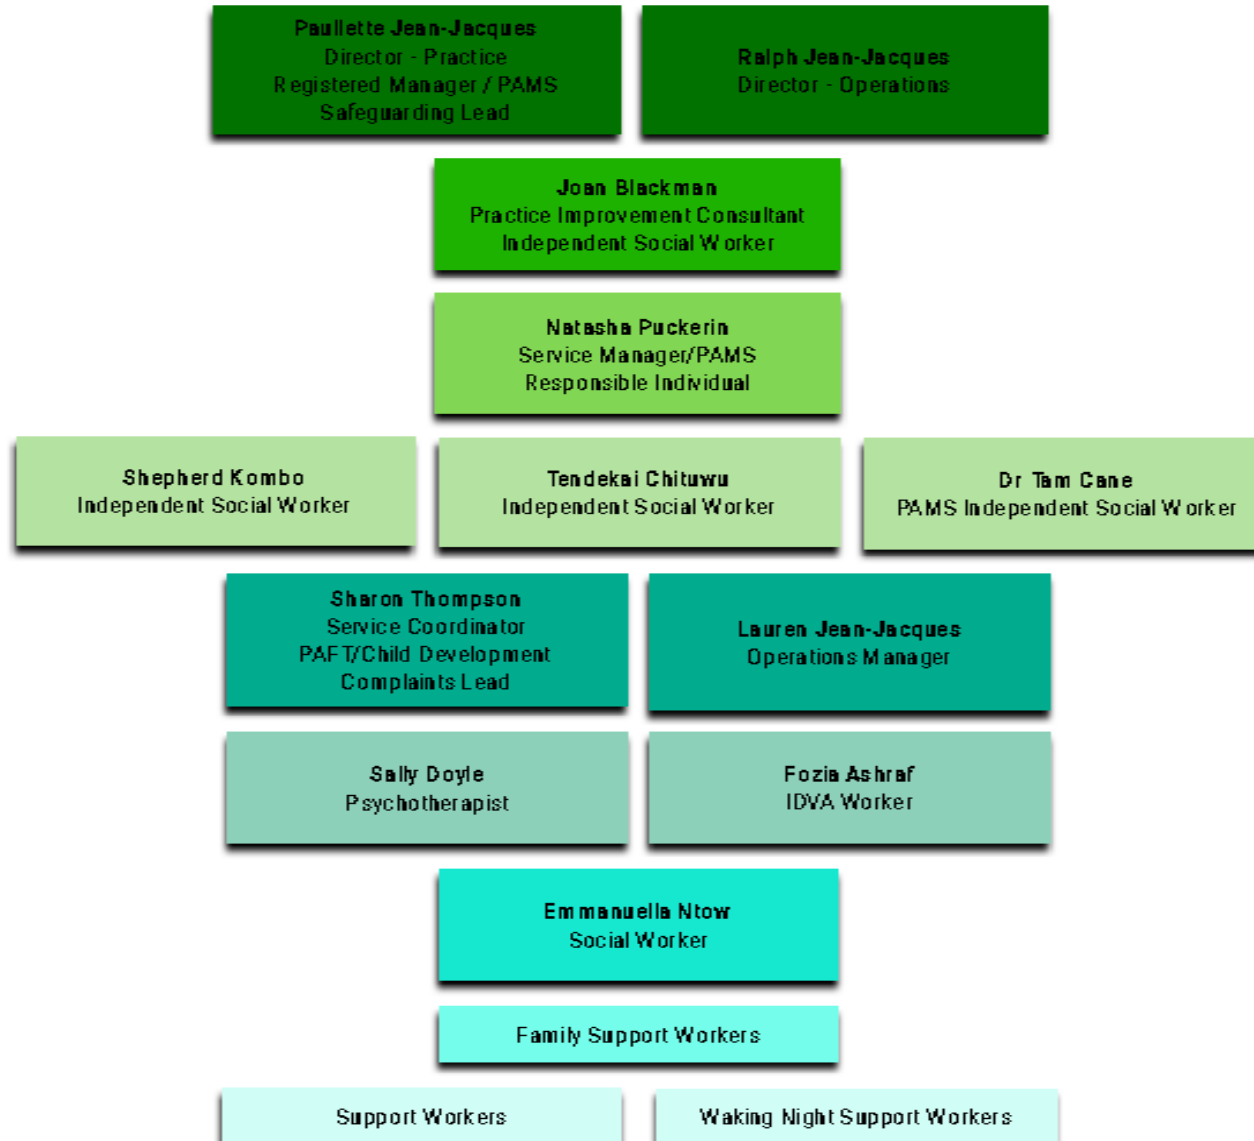 Paullette Jean-Jacques
Director - Practice
Registered Manager / PAMS
Safeguarding Lead
Ralph Jean-Jacques
Director - Operations
Joan Blackman
Practice Improvement Consultant
Independent Social Worker
Natasha Puckerin
Service Manager/PAMS
Responsible Individual
Shepherd Kombo
Independent Social Worker
Tendekai Chituwu
Independent Social Worker
Dr Tam Cane
PAMS Independent Social Worker
Sharon Thompson
Service Coordinator
PAFT/Child Development
Complaints Lead
Lauren Jean-Jacques
Operations Manager
Sally Doyle
Psychotherapist
Fozia Ashraf
IDVA Worker
Emmanuella Ntow
Social Worker
Family Support Workers
Support Workers
Waking Night Support Workers